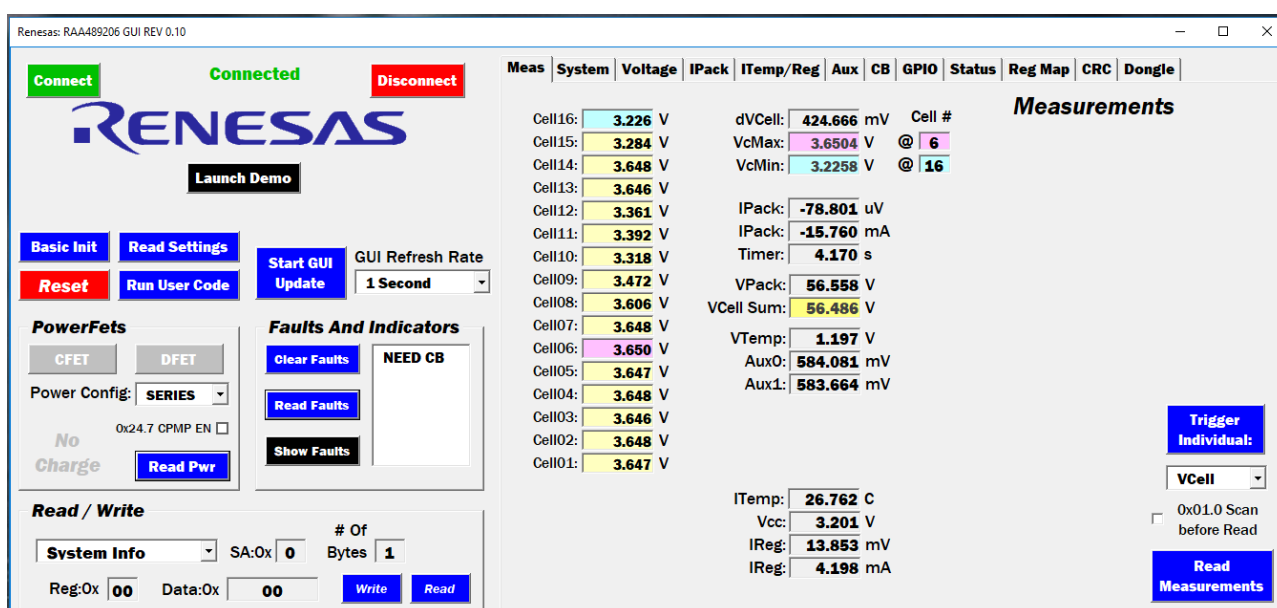 Renesas: RAA489206 GUI REV 0.10
Connect Connected Disconnect
RENESAS
Launch Demo
Basic Init Read Settings
Reset Run User Code
Start GUI Update
GUI Refresh Rate
1 Second
PowerFets
CFET DFET
Power Config: SERIES
0x24.7 CPMP EN
No Charge
Read Pwr
Faults And Indicators
Clear Faults
Read Faults
Show Faults
NEED CB
Read / Write
System Info SA:0x 0
# Of
Bytes 1
Reg:0x 00 Data:0x 00 Write Read
Meas System Voltage IPack ITemp/Reg Aux CB GPIO Status Reg Map CRC Dongle
Measurements
Cell16: 3.226 V
Cell15: 3.284 V
Cell14: 3.648 V
Cell13: 3.646 V
Cell12: 3.361 V
Cell11: 3.392 V
Cell10: 3.318 V
Cell09: 3.472 V
Cell08: 3.606 V
Cell07: 3.648 V
Cell06: 3.650 V
Cell05: 3.647 V
Cell04: 3.648 V
Cell03: 3.646 V
Cell02: 3.648 V
Cell01: 3.647 V
dVCell: 424.666 mV Cell #
VcMax: 3.6504 V @ 6
VcMin: 3.2258 V @ 16
IPack: -78.801 uV
IPack: -15.760 mA
Timer: 4.170 s
VPack: 56.558 V
VCell Sum: 56.486 V
VTemp: 1.197 V
Aux0: 584.081 mV
Aux1: 583.664 mV
ITemp: 26.762 C
Vcc: 3.201 V
IReg: 13.853 mV
IReg: 4.198 mA
Trigger
Individual:
VCell
0x01.0 Scan
before Read
Read
Measurements